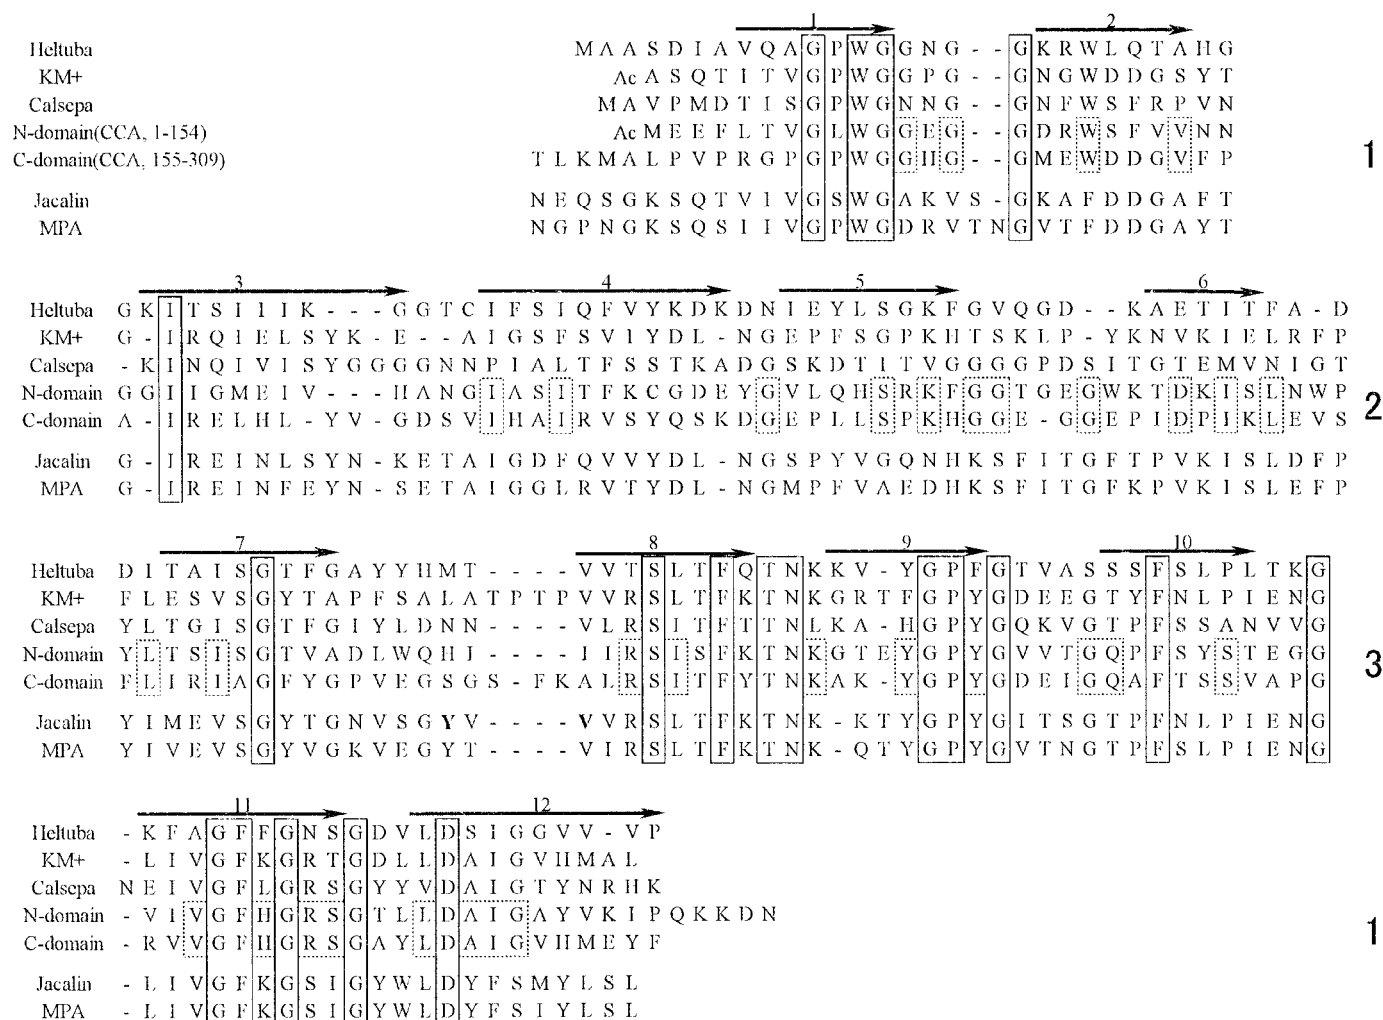 1 2
Heltuba M A A S D I A V Q A G P W G G N G - - G K R W L Q T A H G
KM+ Ac A S Q T I T V G P W G G P G - - G N G W D D G S Y T
Calsepa M A V P M D T I S G P W G N N G - - G N F W S F R P V N
N-domain(CCA, 1-154) Ac M E E F L T V G L W G G E G - - G D R W S F V V N N
C-domain(CCA, 155-309) T L K M A L P V P R G P G P W G G H G - - G M E W D D G V F P
1
Jacalin N E Q S G K S Q T V I V G S W G A K V S - G K A F D D G A F T
MPA N G P N G K S Q S I I V G P W G D R V T N G V T F D D G A Y T
3 4 5 6
Heltuba G K I T S I I I K - - - G G T C I F S I Q F V Y K D K D N I E Y L S G K F G V Q G D - - K A E T I T F A - D
KM+ G - I R Q I E L S Y K - E - - A I G S F S V I Y D L - N G E P F S G P K H T S K L P - Y K N V K I E L R F P
Calsepa - K I N Q I V I S Y G G G G N N P I A L T F S S T K A D G S K D T I T V G G G G P D S I T G T E M V N I G T
N-domain G G I I G M E I V - - - H A N G I A S I T F K C G D E Y G V L Q H S R K F G G T G E G W K T D K I S L N W P
C-domain A - I R E L H L - Y V - G D S V I H A I R V S Y Q S K D G E P L L S P K H G G E - G G E P I D P I K L E V S
2
Jacalin G - I R E I N L S Y N - K E T A I G D F Q V V Y D L - N G S P Y V G Q N H K S F I T G F T P V K I S L D F P
MPA G - I R E I N F E Y N - S E T A I G G L R V T Y D L - N G M P F V A E D H K S F I T G F K P V K I S L E F P
7 8 9 10
Heltuba D I T A I S G T F G A Y Y H M T - - - - V V T S L T F Q T N K K V - Y G P F G T V A S S S F S L P L T K G
KM+ F L E S V S G Y T A P F S A L A T P T P V V R S L T F K T N K G R T F G P Y G D E E G T Y F N L P I E N G
Calsepa Y L T G I S G T F G I Y L D N N - - - - V L R S I T F T T N L K A - H G P Y G Q K V G T P F S S A N V V G
N-domain Y L T S I S G T V A D L W Q H I - - - - I I R S I S F K T N K G T E Y G P Y G V V T G Q P F S Y S T E G G
C-domain F L I R I A G F Y G P V E G S G S - F K A L R S I T F Y T N K A K - Y G P Y G D E I G Q A F T S S V A P G
3
Jacalin Y I M E V S G Y T G N V S G Y V - - - - V V R S L T F K T N K - K T Y G P Y G I T S G T P F N L P I E N G
MPA Y I V E V S G Y V G K V E G Y T - - - - V I R S L T F K T N K - Q T Y G P Y G V T N G T P F S L P I E N G
11 12
Heltuba - K F A G F F G N S G D V L D S I G G V V - V P
KM+ - L I V G F K G R T G D L L D A I G V H M A L
Calsepa N E I V G F L G R S G Y Y V D A I G T Y N R H K
N-domain - V I V G F H G R S G T L L D A I G A Y V K I P Q K K D N
C-domain - R V V G F H G R S G A Y L D A I G V H M E Y F
1
Jacalin - L I V G F K G S I G Y W L D Y F S M Y L S L
MPA - L I V G F K G S I G Y W L D Y F S I Y L S L